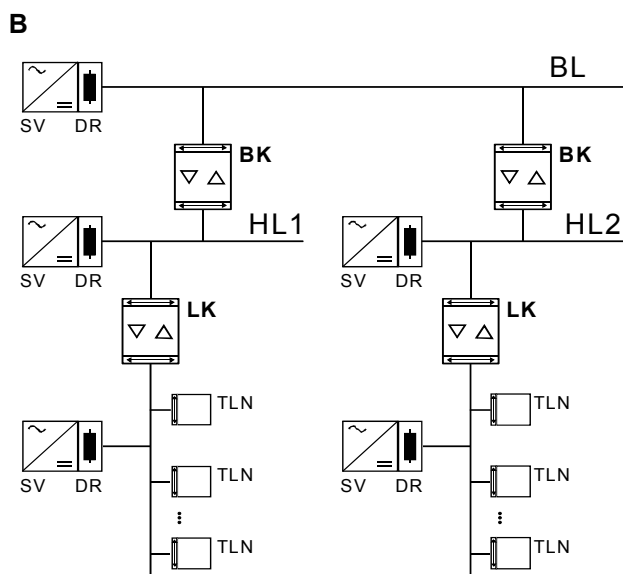 B
BL
SV DR
BK BK
HL1 HL2
SV DR SV DR
LK LK
TLN TLN
SV DR SV DR
TLN TLN
TLN TLN